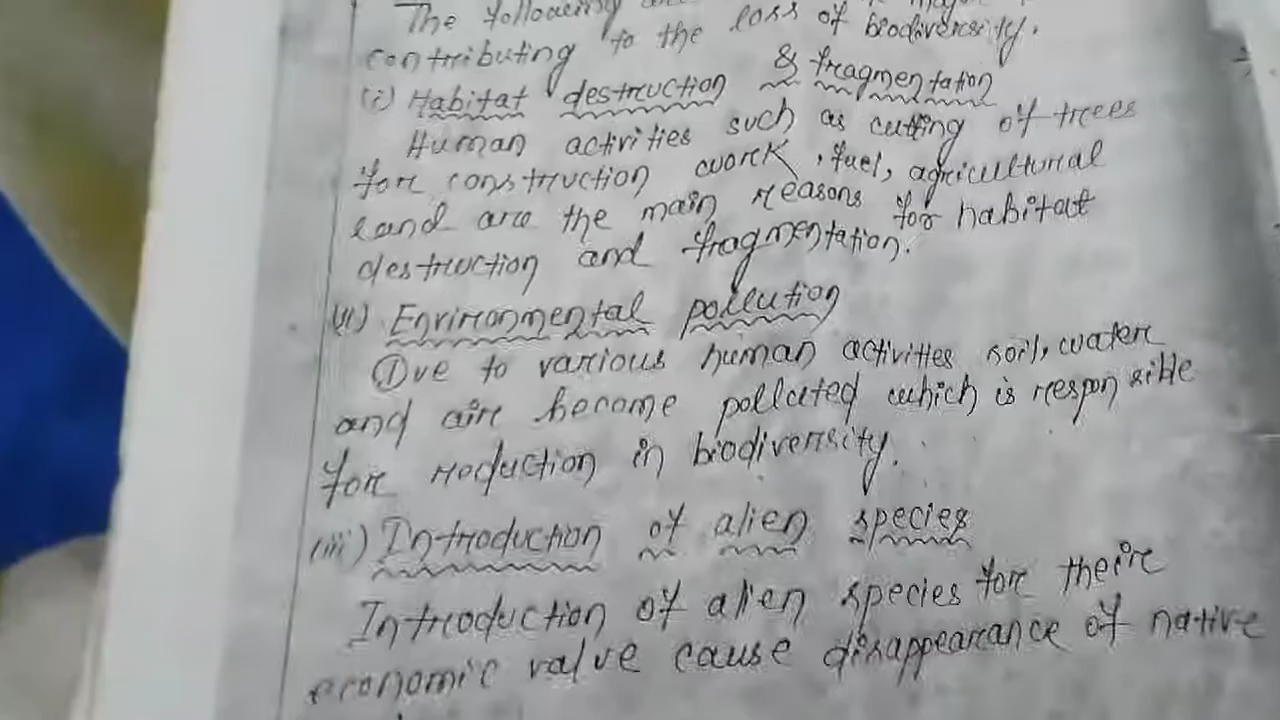 The following
contributing to the loss of biodiversity.
(i) Habitat destruction & fragmentation
Human activities such as cutting of trees
for construction work, fuel, agricultural
land are the main reasons for habitat
destruction and fragmentation.
(ii) Environmental pollution
Due to various human activities soil, water
and air become polluted which is responsible
for reduction in biodiversity.
(iii) Introduction of alien species
Introduction of alien species for their
economic value cause disappearance of native